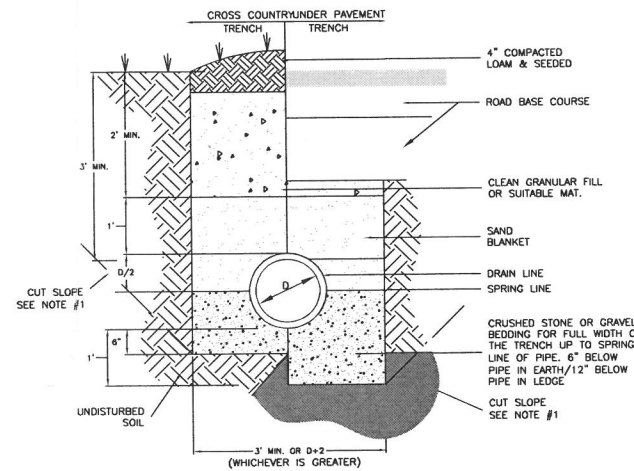 CROSS COUNTRY UNDER PAVEMENT
TRENCH TRENCH
4" COMPACTED
LOAM & SEEDED
ROAD BASE COURSE
2' MIN.
3' MIN.
CLEAN GRANULAR FILL
OR SUITABLE MAT.
1'
SAND
BLANKET
D/2
D
DRAIN LINE
SPRING LINE
CUT SLOPE
SEE NOTE #1
CRUSHED STONE OR GRAVEL
BEDDING FOR FULL WIDTH O
THE TRENCH UP TO SPRING
LINE OF PIPE. 6" BELOW
PIPE IN EARTH/12" BELOW
PIPE IN LEDGE
6"
1'
UNDISTURBED
SOIL
CUT SLOPE
SEE NOTE #1
3' MIN. OR D+2
(WHICHEVER IS GREATER)